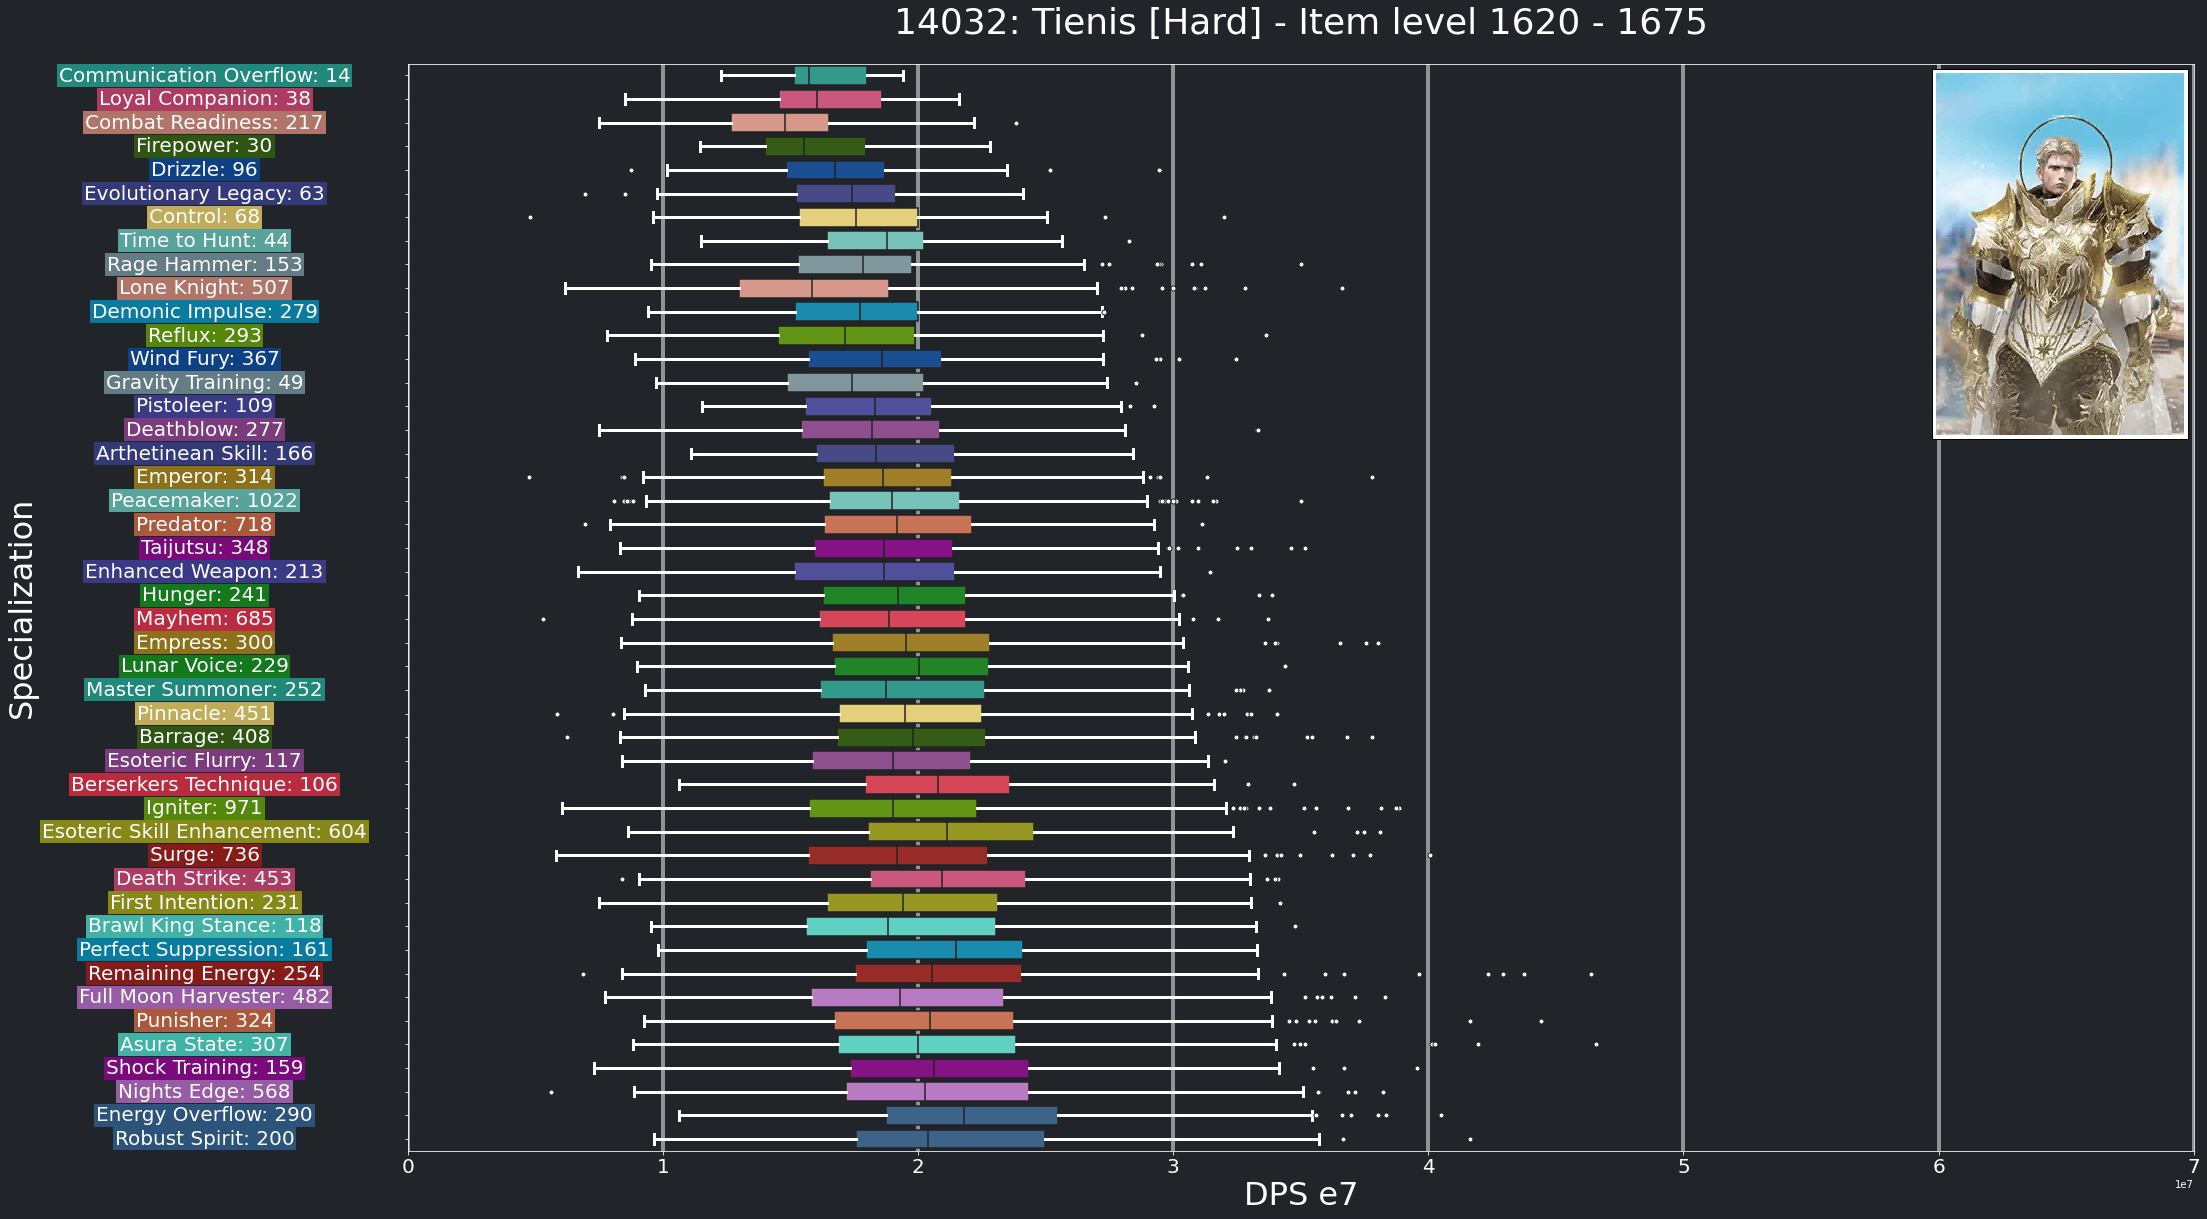 14032: Tienis [Hard] - Item level 1620 - 1675
Communication Overflow: 14
Loyal Companion: 38
Combat Readiness: 217
Firepower: 30
Drizzle: 96
Evolutionary Legacy: 63
Control: 68
Time to Hunt: 44
Rage Hammer: 153
Lone Knight: 507
Demonic Impulse: 279
Reflux: 293
Wind Fury: 367
Gravity Training: 49
Pistoleer: 109
Deathblow: 277
Arthetinean Skill: 166
Emperor: 314
Peacemaker: 1022
Predator: 718
Taijutsu: 348
Enhanced Weapon: 213
Hunger: 241
Mayhem: 685
Empress: 300
Lunar Voice: 229
Master Summoner: 252
Pinnacle: 451
Barrage: 408
Esoteric Flurry: 117
Berserkers Technique: 106
Igniter: 971
Esoteric Skill Enhancement: 604
Surge: 736
Death Strike: 453
First Intention: 231
Brawl King Stance: 118
Perfect Suppression: 161
Remaining Energy: 254
Full Moon Harvester: 482
Punisher: 324
Asura State: 307
Shock Training: 159
Nights Edge: 568
Energy Overflow: 290
Robust Spirit: 200
Specialization
0 1 2 3 4 5 6 7
1e7
DPS e7